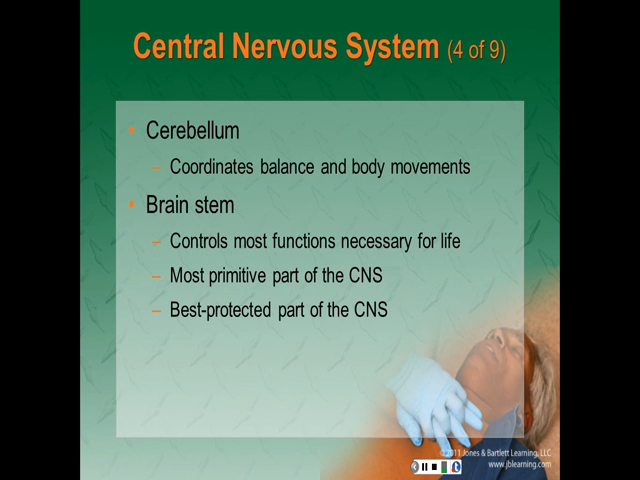 Central Nervous System (4 of 9)
• Cerebellum
– Coordinates balance and body movements
• Brain stem
– Controls most functions necessary for life
– Most primitive part of the CNS
– Best-protected part of the CNS
© 2011 Jones & Bartlett Learning, LLC
www.jblearning.com